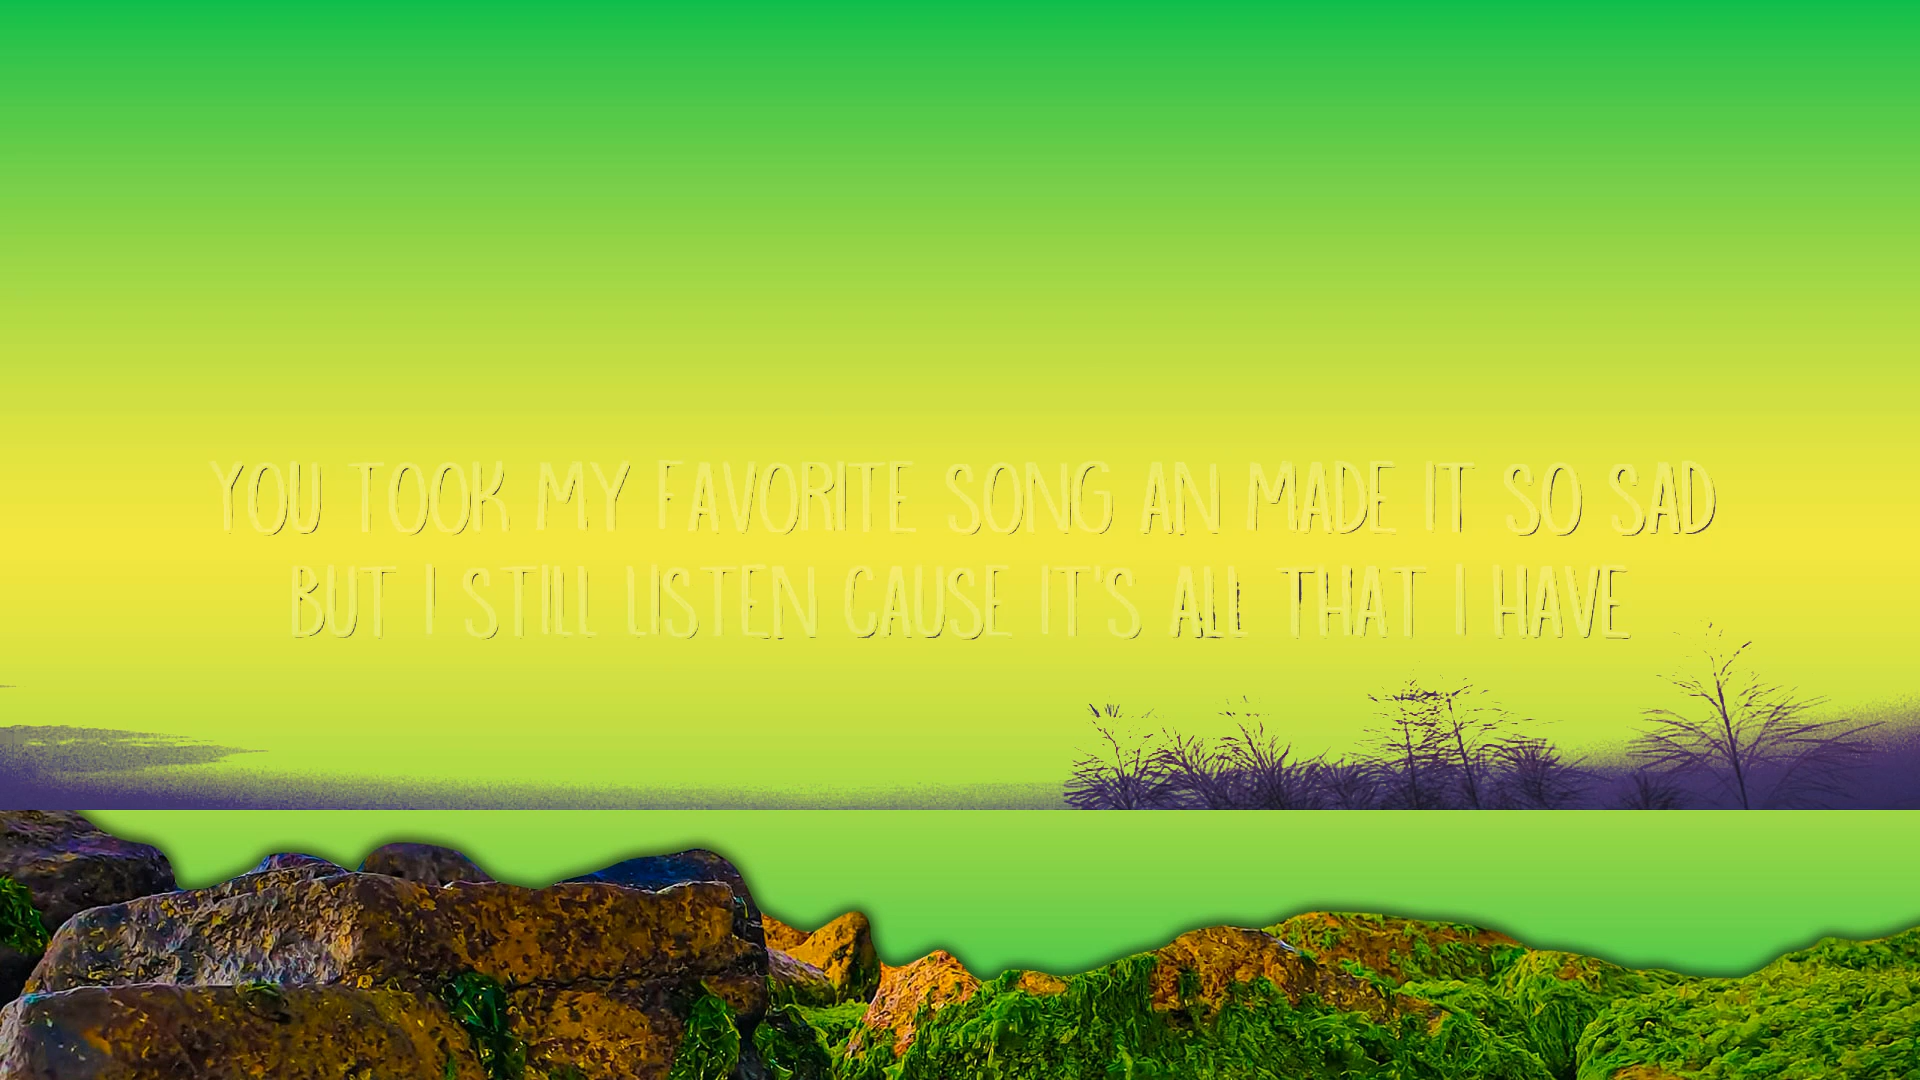 YOU TOOK MY FAVORITE SONG AN MADE IT SO SAD
BUT I STILL LISTEN CAUSE IT'S ALL THAT I HAVE